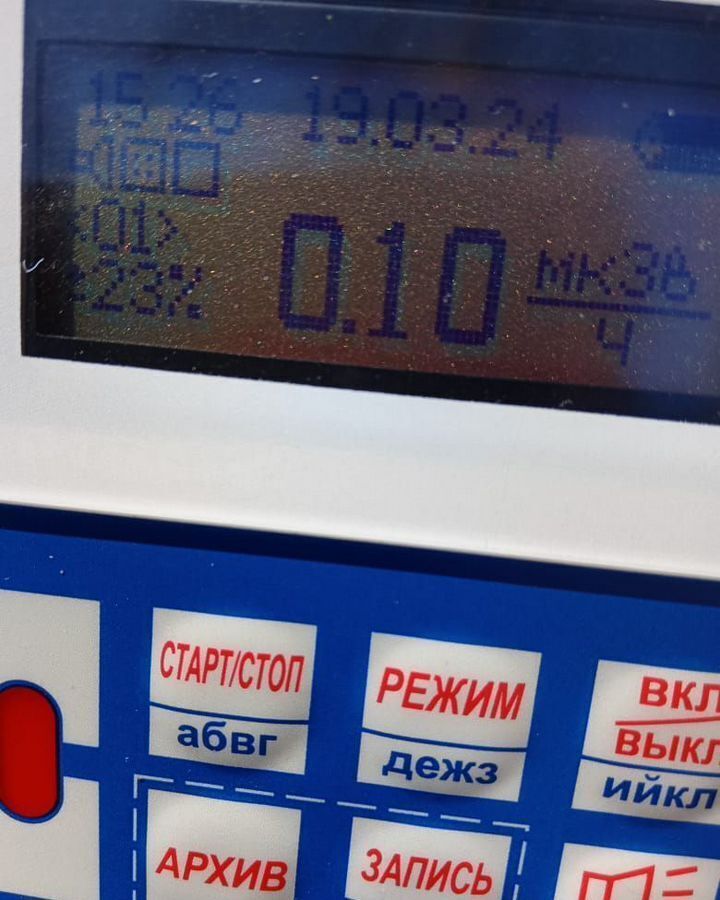 15 26 19.03.24
<01>
0.10 мкЗв
23% ч
СТАРТ/СТОП РЕЖИМ ВКЛ
ВЫКЛ
абвг дежз ийкл
АРХИВ ЗАПИСЬ